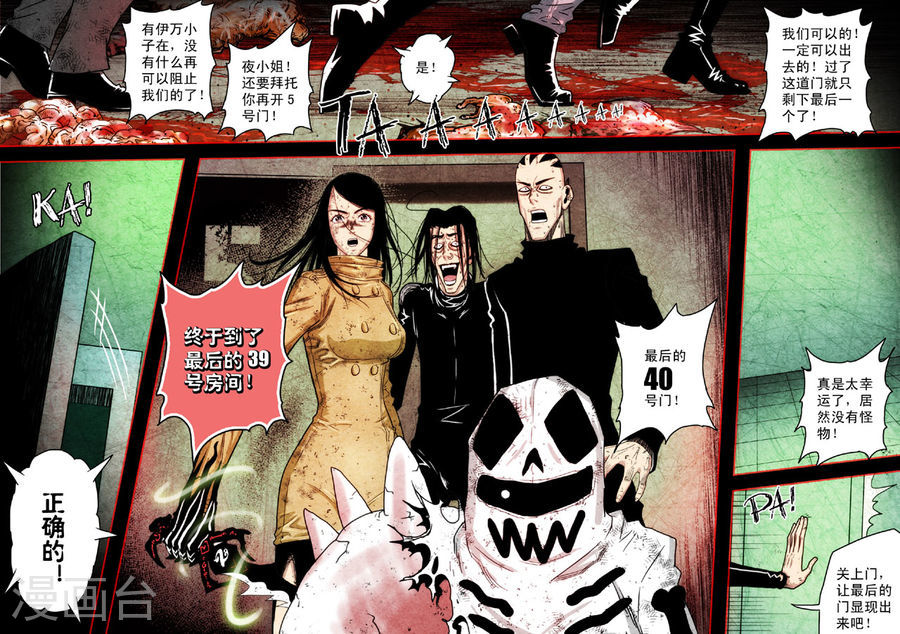 我们可以的!
一定可以出
去的!过了
这道门就只
剩下最后一
个了!
是!
夜小姐!
还要拜托
你再开5
号门!
有伊万小
子在,没
有什么再
可以阻止
我们的了!
TAAAAAAAA!!
KA!
正确的!
终于到了
最后的39
号房间!
最后的
40
号门!
真是太幸
运了,居
然没有怪
物!
PA!
关上门,
让最后的
门显现出
来吧!
漫画台